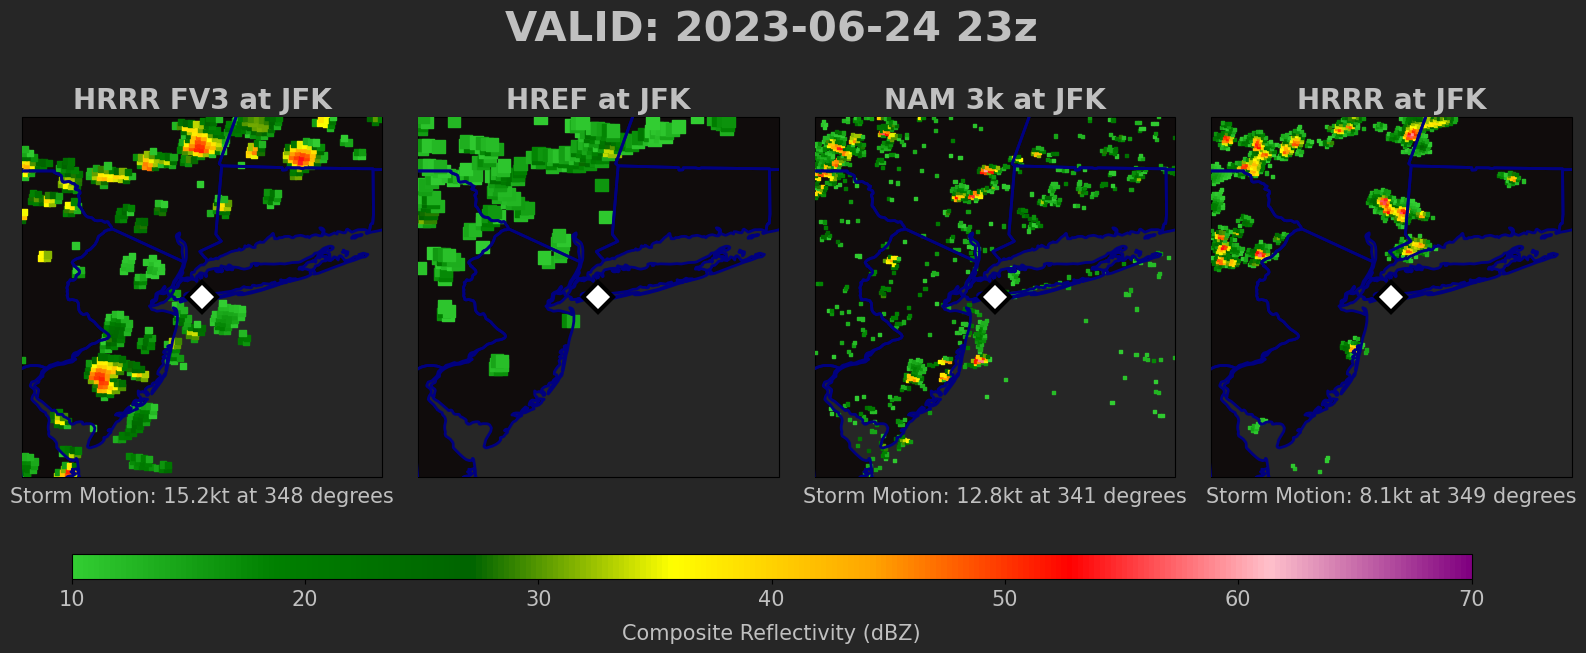 VALID: 2023-06-24 23z
HRRR FV3 at JFK
HREF at JFK
NAM 3k at JFK
HRRR at JFK
Storm Motion: 15.2kt at 348 degrees
Storm Motion: 12.8kt at 341 degrees
Storm Motion: 8.1kt at 349 degrees
10 20 30 40 50 60 70
Composite Reflectivity (dBZ)